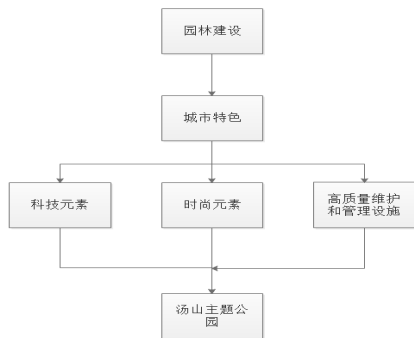 园林建设
城市特色
科技元素
时尚元素
高质量维护
和管理设施
汤山主题公
园